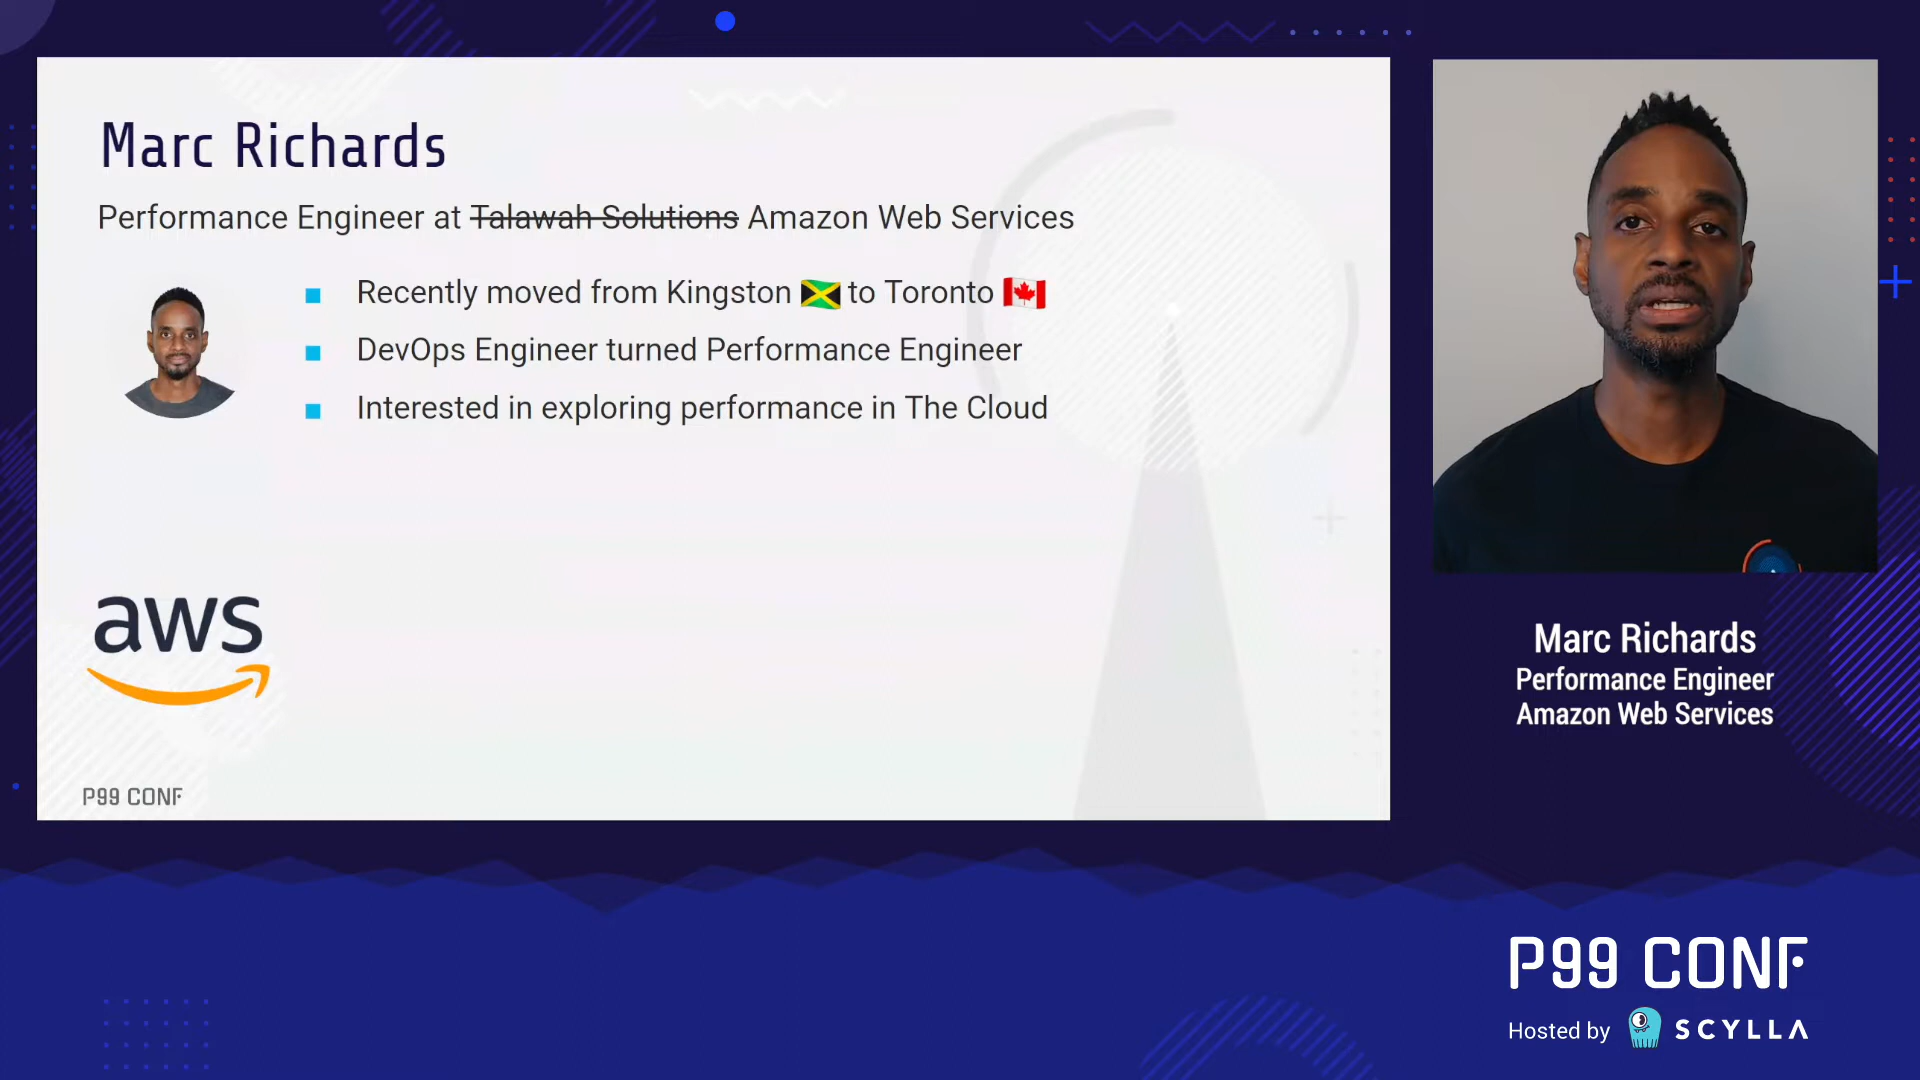 Marc Richards
Performance Engineer at Talawah Solutions Amazon Web Services
Recently moved from Kingston 🇯🇲 to Toronto 🇨🇦
DevOps Engineer turned Performance Engineer
Interested in exploring performance in The Cloud
aws
P99 CONF
Marc Richards
Performance Engineer
Amazon Web Services
P99 CONF
Hosted by SCYLLA